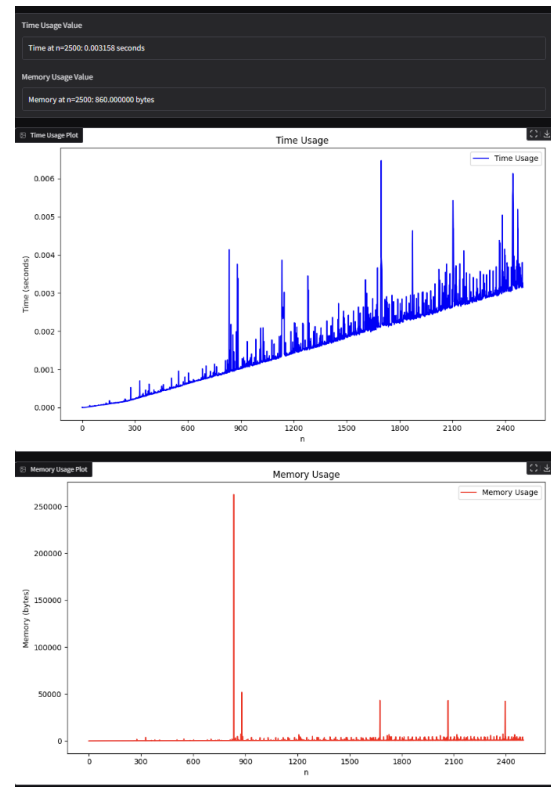 Time Usage Value
Time at n=2500: 0.003158 seconds
Memory Usage Value
Memory at n=2500: 860.000000 bytes
Time Usage Plot
Time Usage
Time Usage
0.006
0.005
0.004
0.003
0.002
0.001
0.000
Time (seconds)
0 300 600 900 1200 1500 1800 2100 2400
n
Memory Usage Plot
Memory Usage
Memory Usage
250000
200000
150000
100000
50000
0
Memory (bytes)
0 300 600 900 1200 1500 1800 2100 2400
n